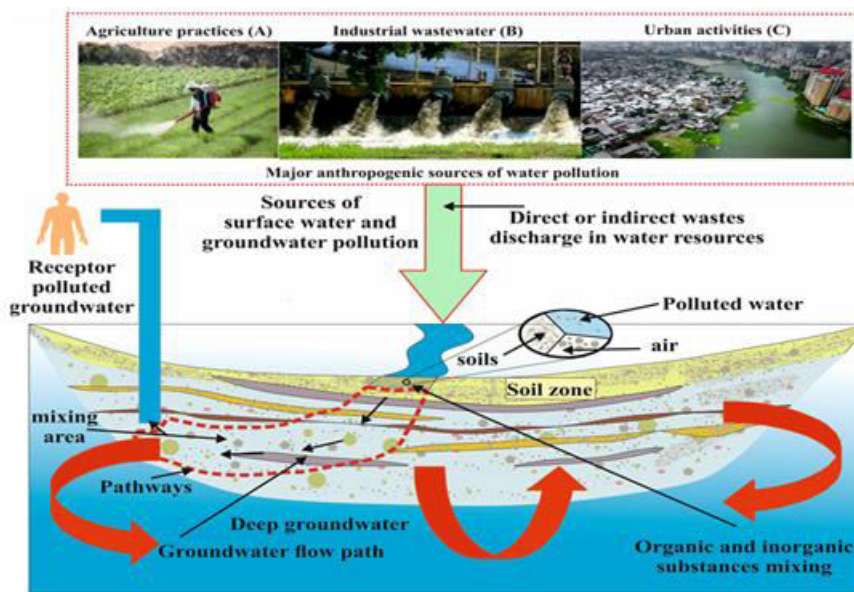 Agriculture practices (A)
Industrial wastewater (B)
Urban activities (C)
Major anthropogenic sources of water pollution
Sources of
surface water and
groundwater pollution
Direct or indirect wastes
discharge in water resources
Receptor
polluted
groundwater
Polluted water
soils
air
Soil zone
mixing
area
Pathways
Deep groundwater
Groundwater flow path
Organic and inorganic
substances mixing